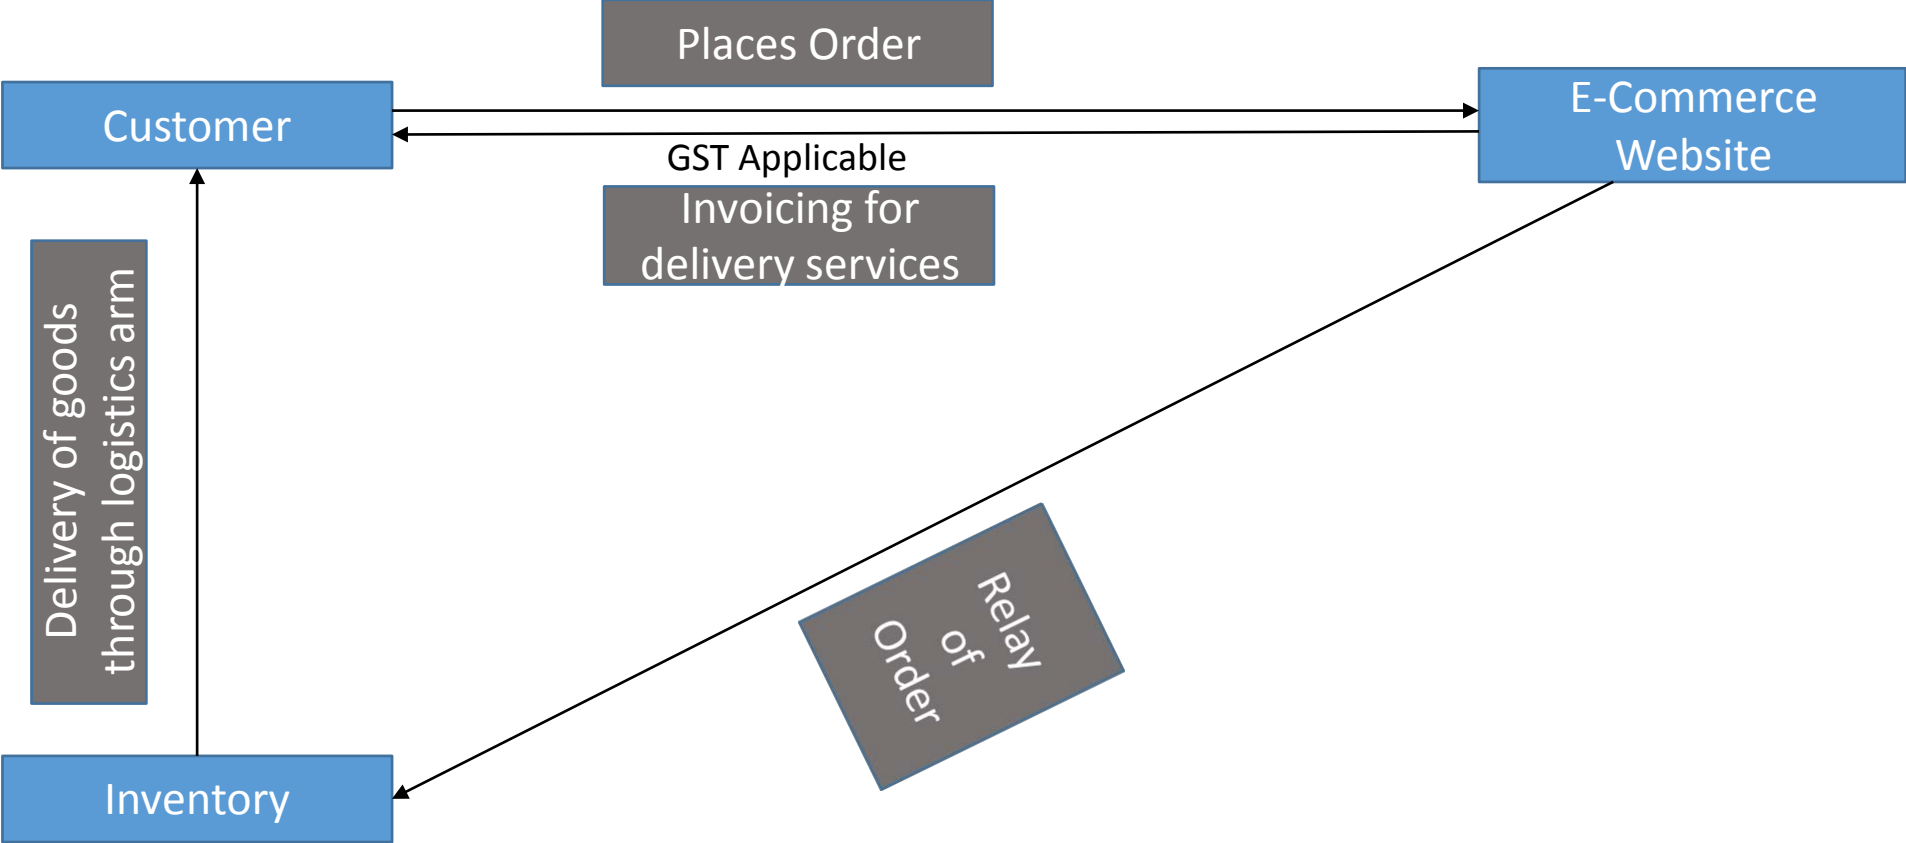 Places Order
Customer
E-Commerce
Website
GST Applicable
Invoicing for
delivery services
Delivery of goods
through logistics arm
Relay
of
Order
Inventory